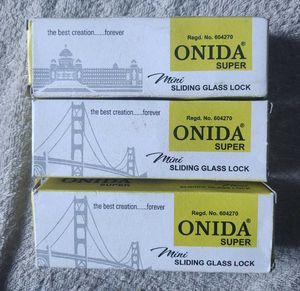 the best creation......forever
Regd. No. 604270
ONIDA®
SUPER
Mini
SLIDING GLASS LOCK
the best creation......forever
Regd. No. 604270
ONIDA®
SUPER
Mini
SLIDING GLASS LOCK
ONIDA
SUPER
the best creation......forever
Regd. No. 604270
ONIDA®
SUPER
Mini
SLIDING GLASS LOCK